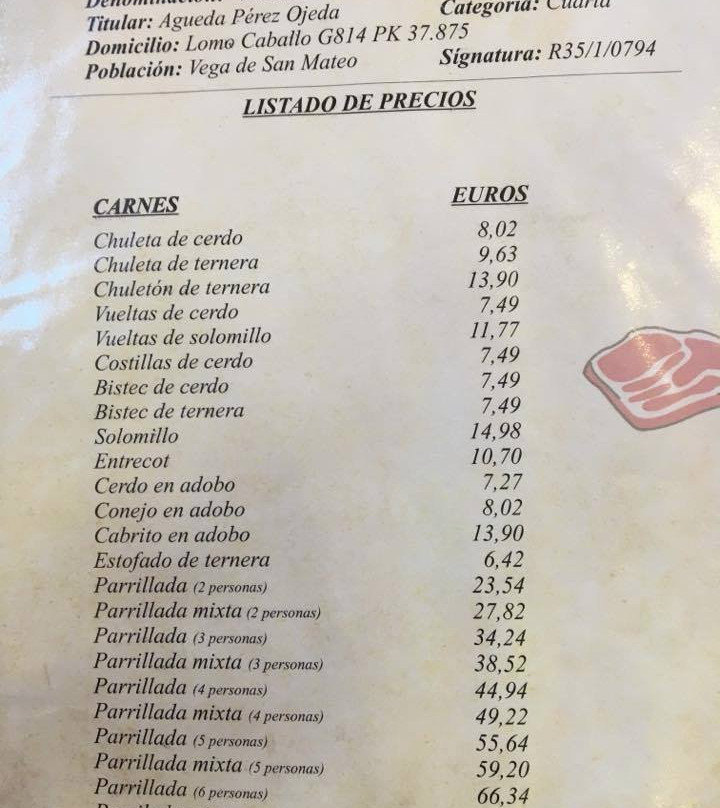 Titular: Agueda Pérez Ojeda Categoría: Cuarta
Domicilio: Lomo Caballo G814 PK 37.875
Población: Vega de San Mateo Sígnatura: R35/1/0794
LISTADO DE PRECIOS
CARNES EUROS
Chuleta de cerdo 8,02
Chuleta de ternera 9,63
Chuletón de ternera 13,90
Vueltas de cerdo 7,49
Vueltas de solomillo 11,77
Costillas de cerdo 7,49
Bistec de cerdo 7,49
Bistec de ternera 7,49
Solomillo 14,98
Entrecot 10,70
Cerdo en adobo 7,27
Conejo en adobo 8,02
Cabrito en adobo 13,90
Estofado de ternera 6,42
Parrillada (2 personas) 23,54
Parrillada mixta (2 personas) 27,82
Parrillada (3 personas) 34,24
Parrillada mixta (3 personas) 38,52
Parrillada (4 personas) 44,94
Parrillada mixta (4 personas) 49,22
Parrillada (5 personas) 55,64
Parrillada mixta (5 personas) 59,20
Parrillada (6 personas) 66,34